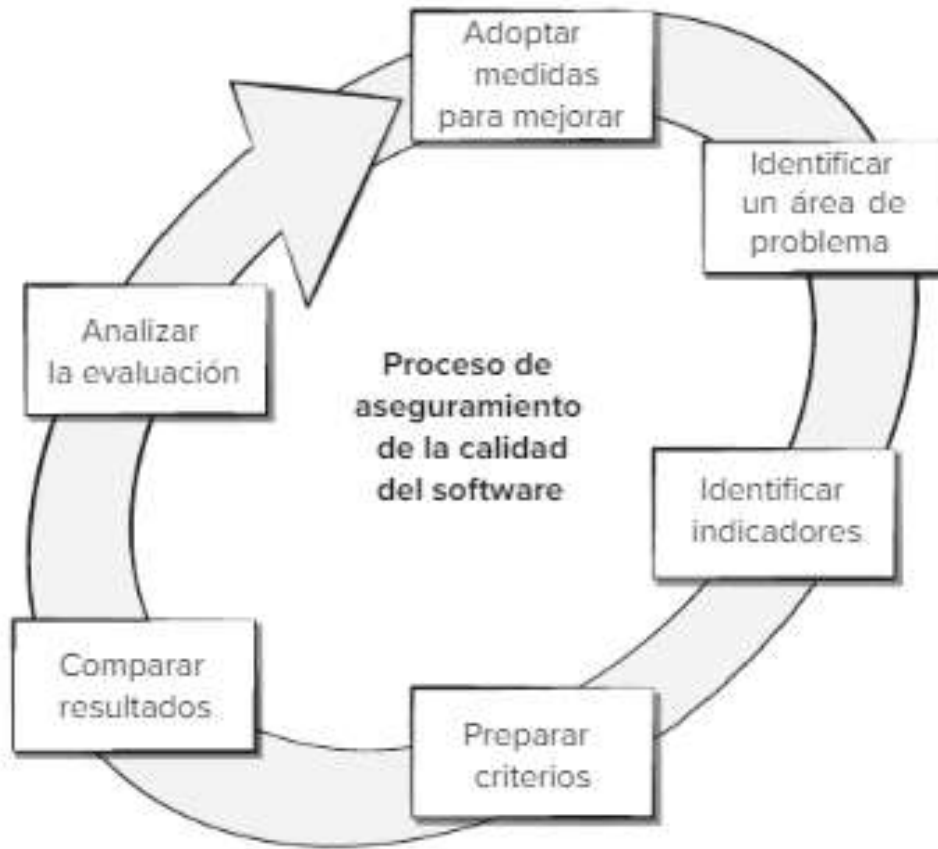 Adoptar
medidas
para mejorar
Identificar
un área de
problema
Identificar
indicadores
Preparar
criterios
Comparar
resultados
Analizar
la evaluación
Proceso de
aseguramiento
de la calidad
del software